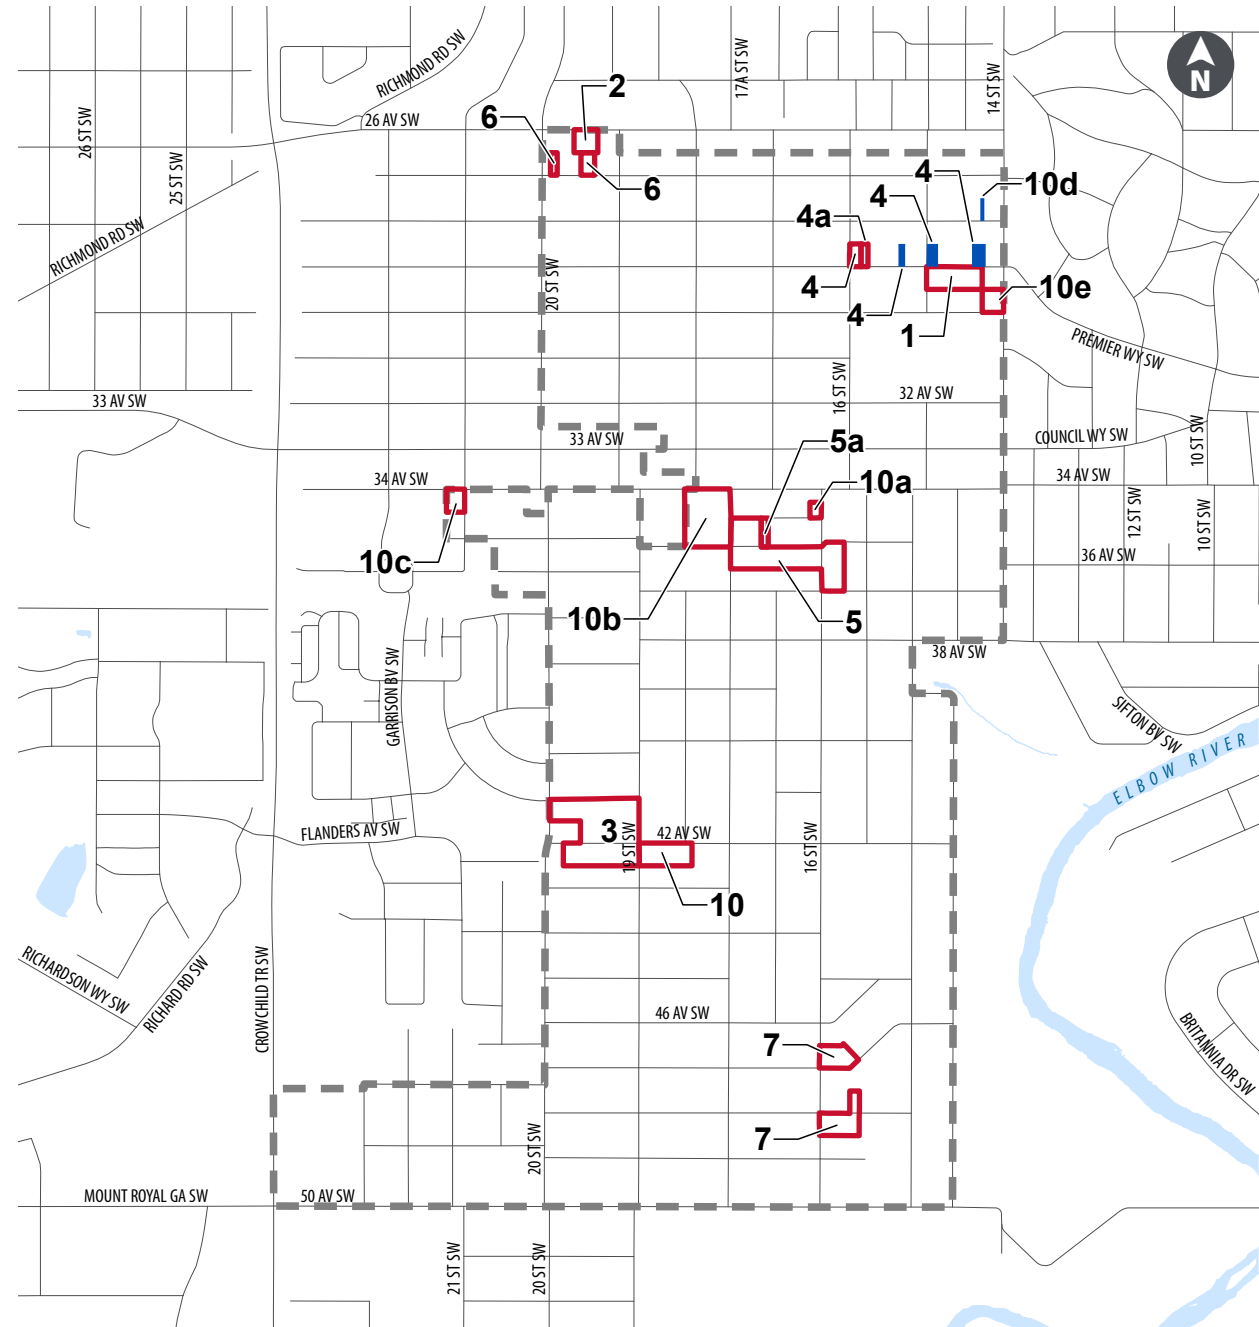 RICHMOND RD SW
17A ST SW
14 ST SW
N
2
6
26 AV SW
26 ST SW
25 ST SW
6
4
10d
4
4a
RICHMOND RD SW
20 ST SW
4
4
10e
1
PREMIER WY SW
16 ST SW
32 AV SW
33 AV SW
33 AV SW
5a
COUNCIL WY SW
10 ST SW
34 AV SW
10a
34 AV SW
12 ST SW
10 ST SW
10c
36 AV SW
10b
5
38 AV SW
GARRISON BV SW
SIFTON BV SW
ELBOW RIVER
FLANDERS AV SW
3
19 ST SW
42 AV SW
16 ST SW
10
RICHARDSON WY SW
RICHARD RD SW
CROWCHILD TR SW
46 AV SW
7
BRITANNIA DR SW
7
20 ST SW
MOUNT ROYAL GA SW
50 AV SW
21 ST SW
20 ST SW